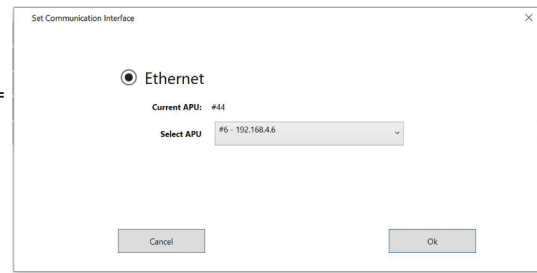 Set Communication Interface
Ethernet
Current APU: #44
Select APU #6 - 192.168.4.6
Cancel Ok